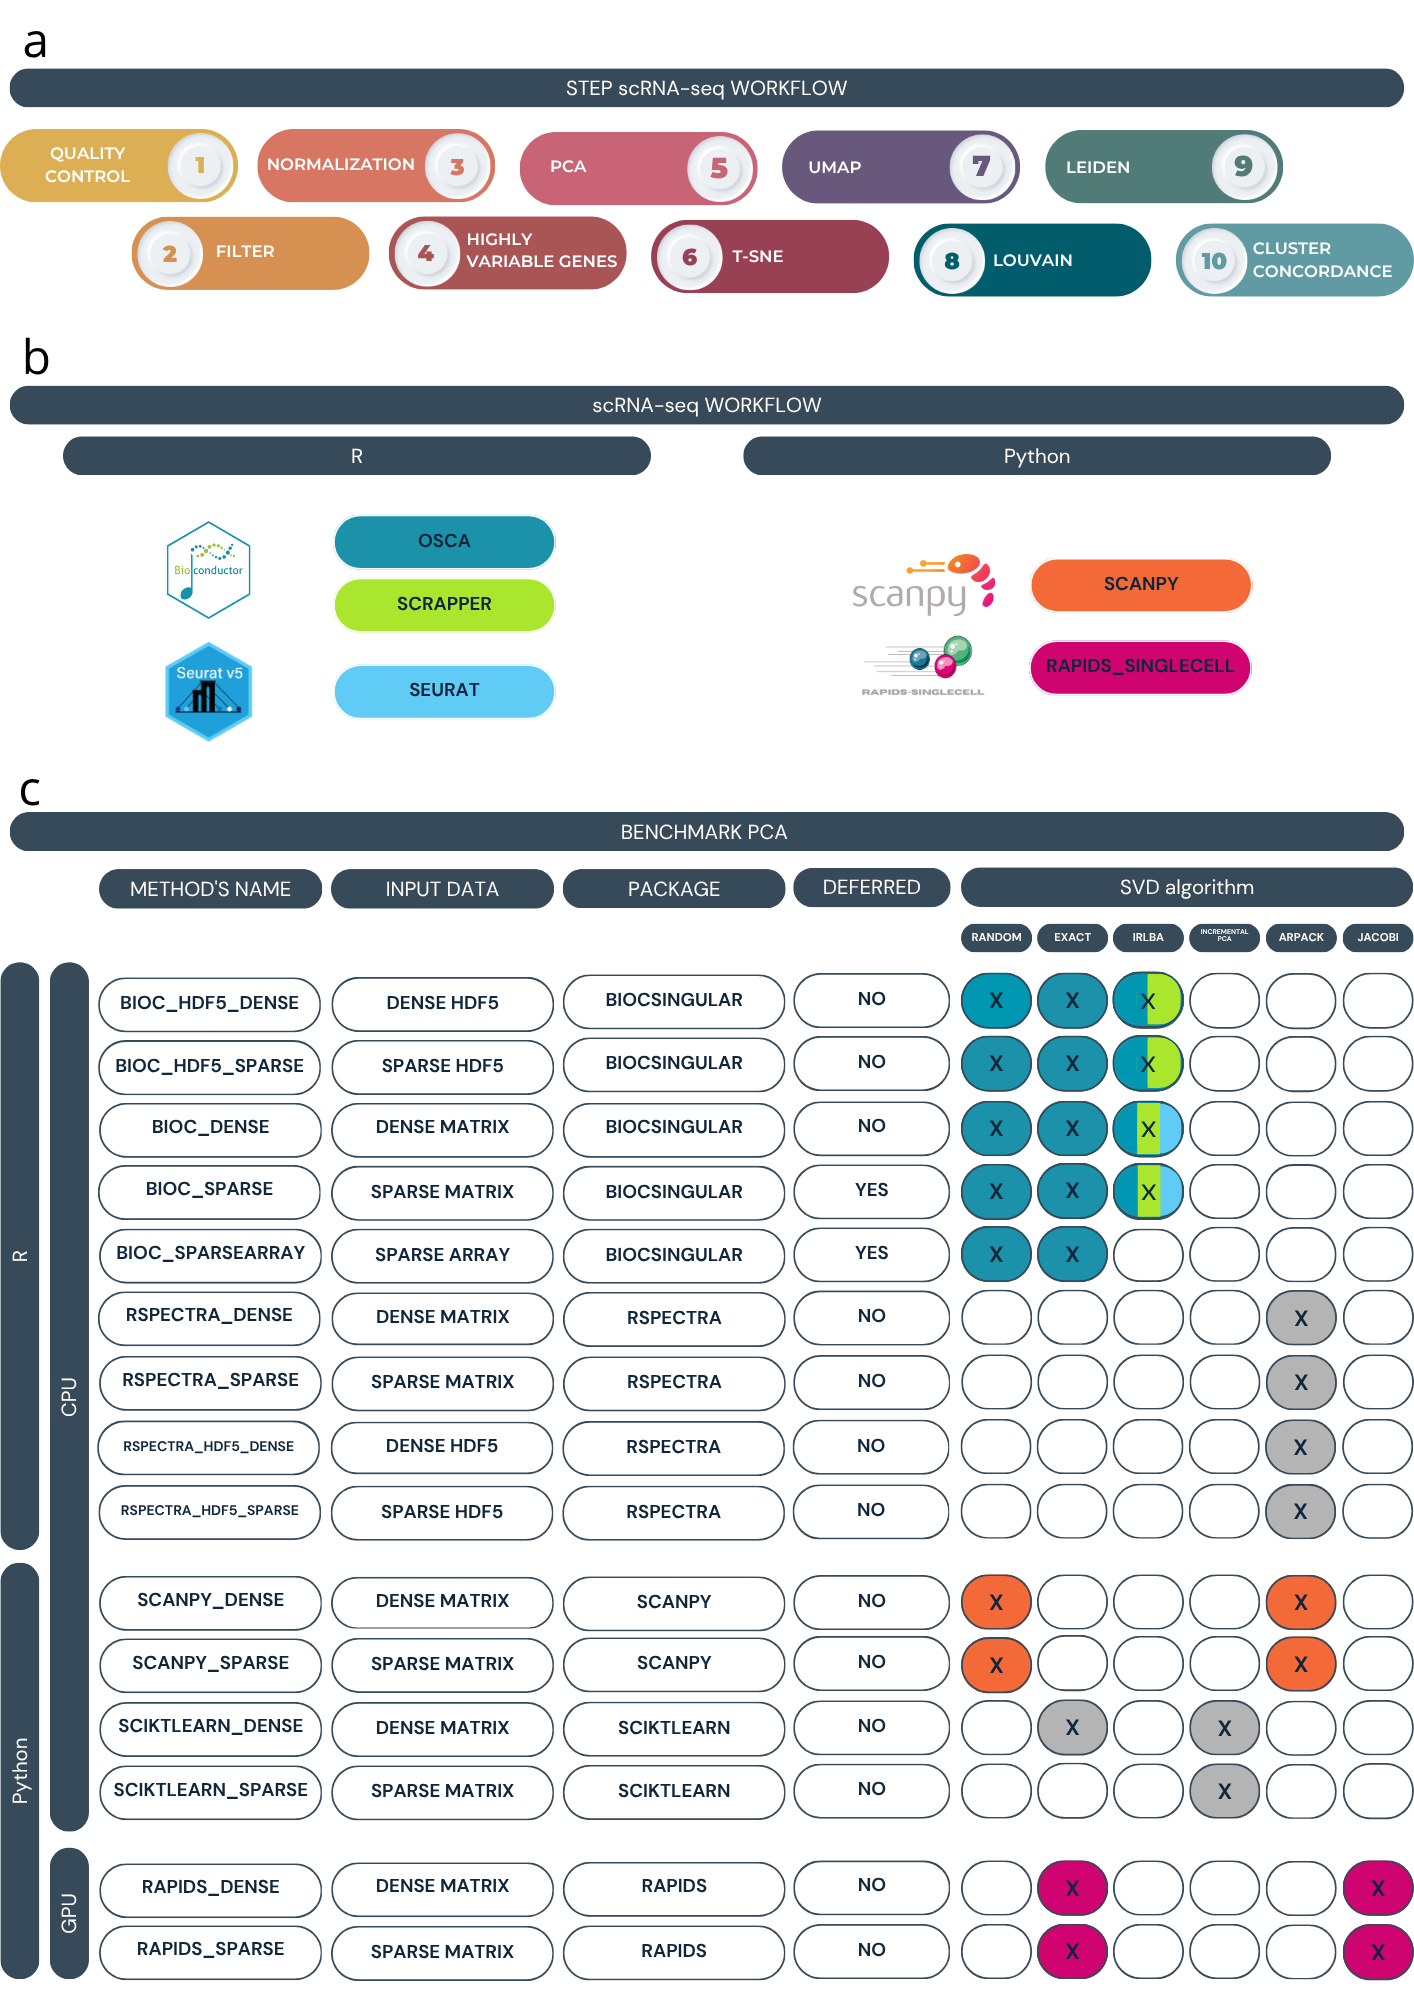 a
STEP scRNA-seq WORKFLOW
QUALITY
CONTROL
1
NORMALIZATION
3
PCA
5
UMAP
7
LEIDEN
9
2
FILTER
4
HIGHLY
VARIABLE GENES
6
T-SNE
8
LOUVAIN
10
CLUSTER
CONCORDANCE
b
scRNA-seq WORKFLOW
R
Python
Bioconductor
OSCA
SCRAPPER
Seurat v5
SEURAT
scanpy
SCANPY
RAPIDS-SINGLECELL
RAPIDS_SINGLECELL
c
BENCHMARK PCA
METHOD'S NAME INPUT DATA PACKAGE DEFERRED SVD algorithm
RANDOM EXACT IRLBA INCREMENTAL PCA ARPACK JACOBI
R
CPU
BIOC_HDF5_DENSE DENSE HDF5 BIOCSINGULAR NO X X X
BIOC_HDF5_SPARSE SPARSE HDF5 BIOCSINGULAR NO X X X
BIOC_DENSE DENSE MATRIX BIOCSINGULAR NO X X X
BIOC_SPARSE SPARSE MATRIX BIOCSINGULAR YES X X X
BIOC_SPARSEARRAY SPARSE ARRAY BIOCSINGULAR YES X X
RSPECTRA_DENSE DENSE MATRIX RSPECTRA NO X
RSPECTRA_SPARSE SPARSE MATRIX RSPECTRA NO X
RSPECTRA_HDF5_DENSE DENSE HDF5 RSPECTRA NO X
RSPECTRA_HDF5_SPARSE SPARSE HDF5 RSPECTRA NO X
Python
SCANPY_DENSE DENSE MATRIX SCANPY NO X X
SCANPY_SPARSE SPARSE MATRIX SCANPY NO X X
SCIKTLEARN_DENSE DENSE MATRIX SCIKTLEARN NO X X
SCIKTLEARN_SPARSE SPARSE MATRIX SCIKTLEARN NO X
GPU
RAPIDS_DENSE DENSE MATRIX RAPIDS NO X X
RAPIDS_SPARSE SPARSE MATRIX RAPIDS NO X X